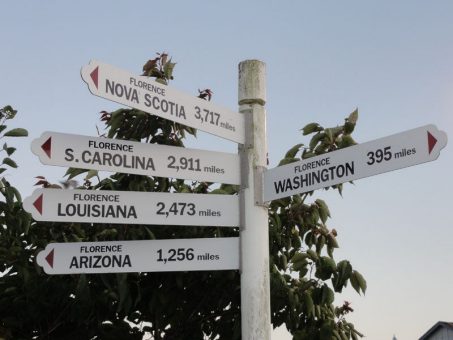 FLORENCE
NOVA SCOTIA 3,717 miles
FLORENCE
S. CAROLINA 2,911 miles
FLORENCE
LOUISIANA 2,473 miles
FLORENCE
ARIZONA 1,256 miles
FLORENCE
WASHINGTON 395 miles